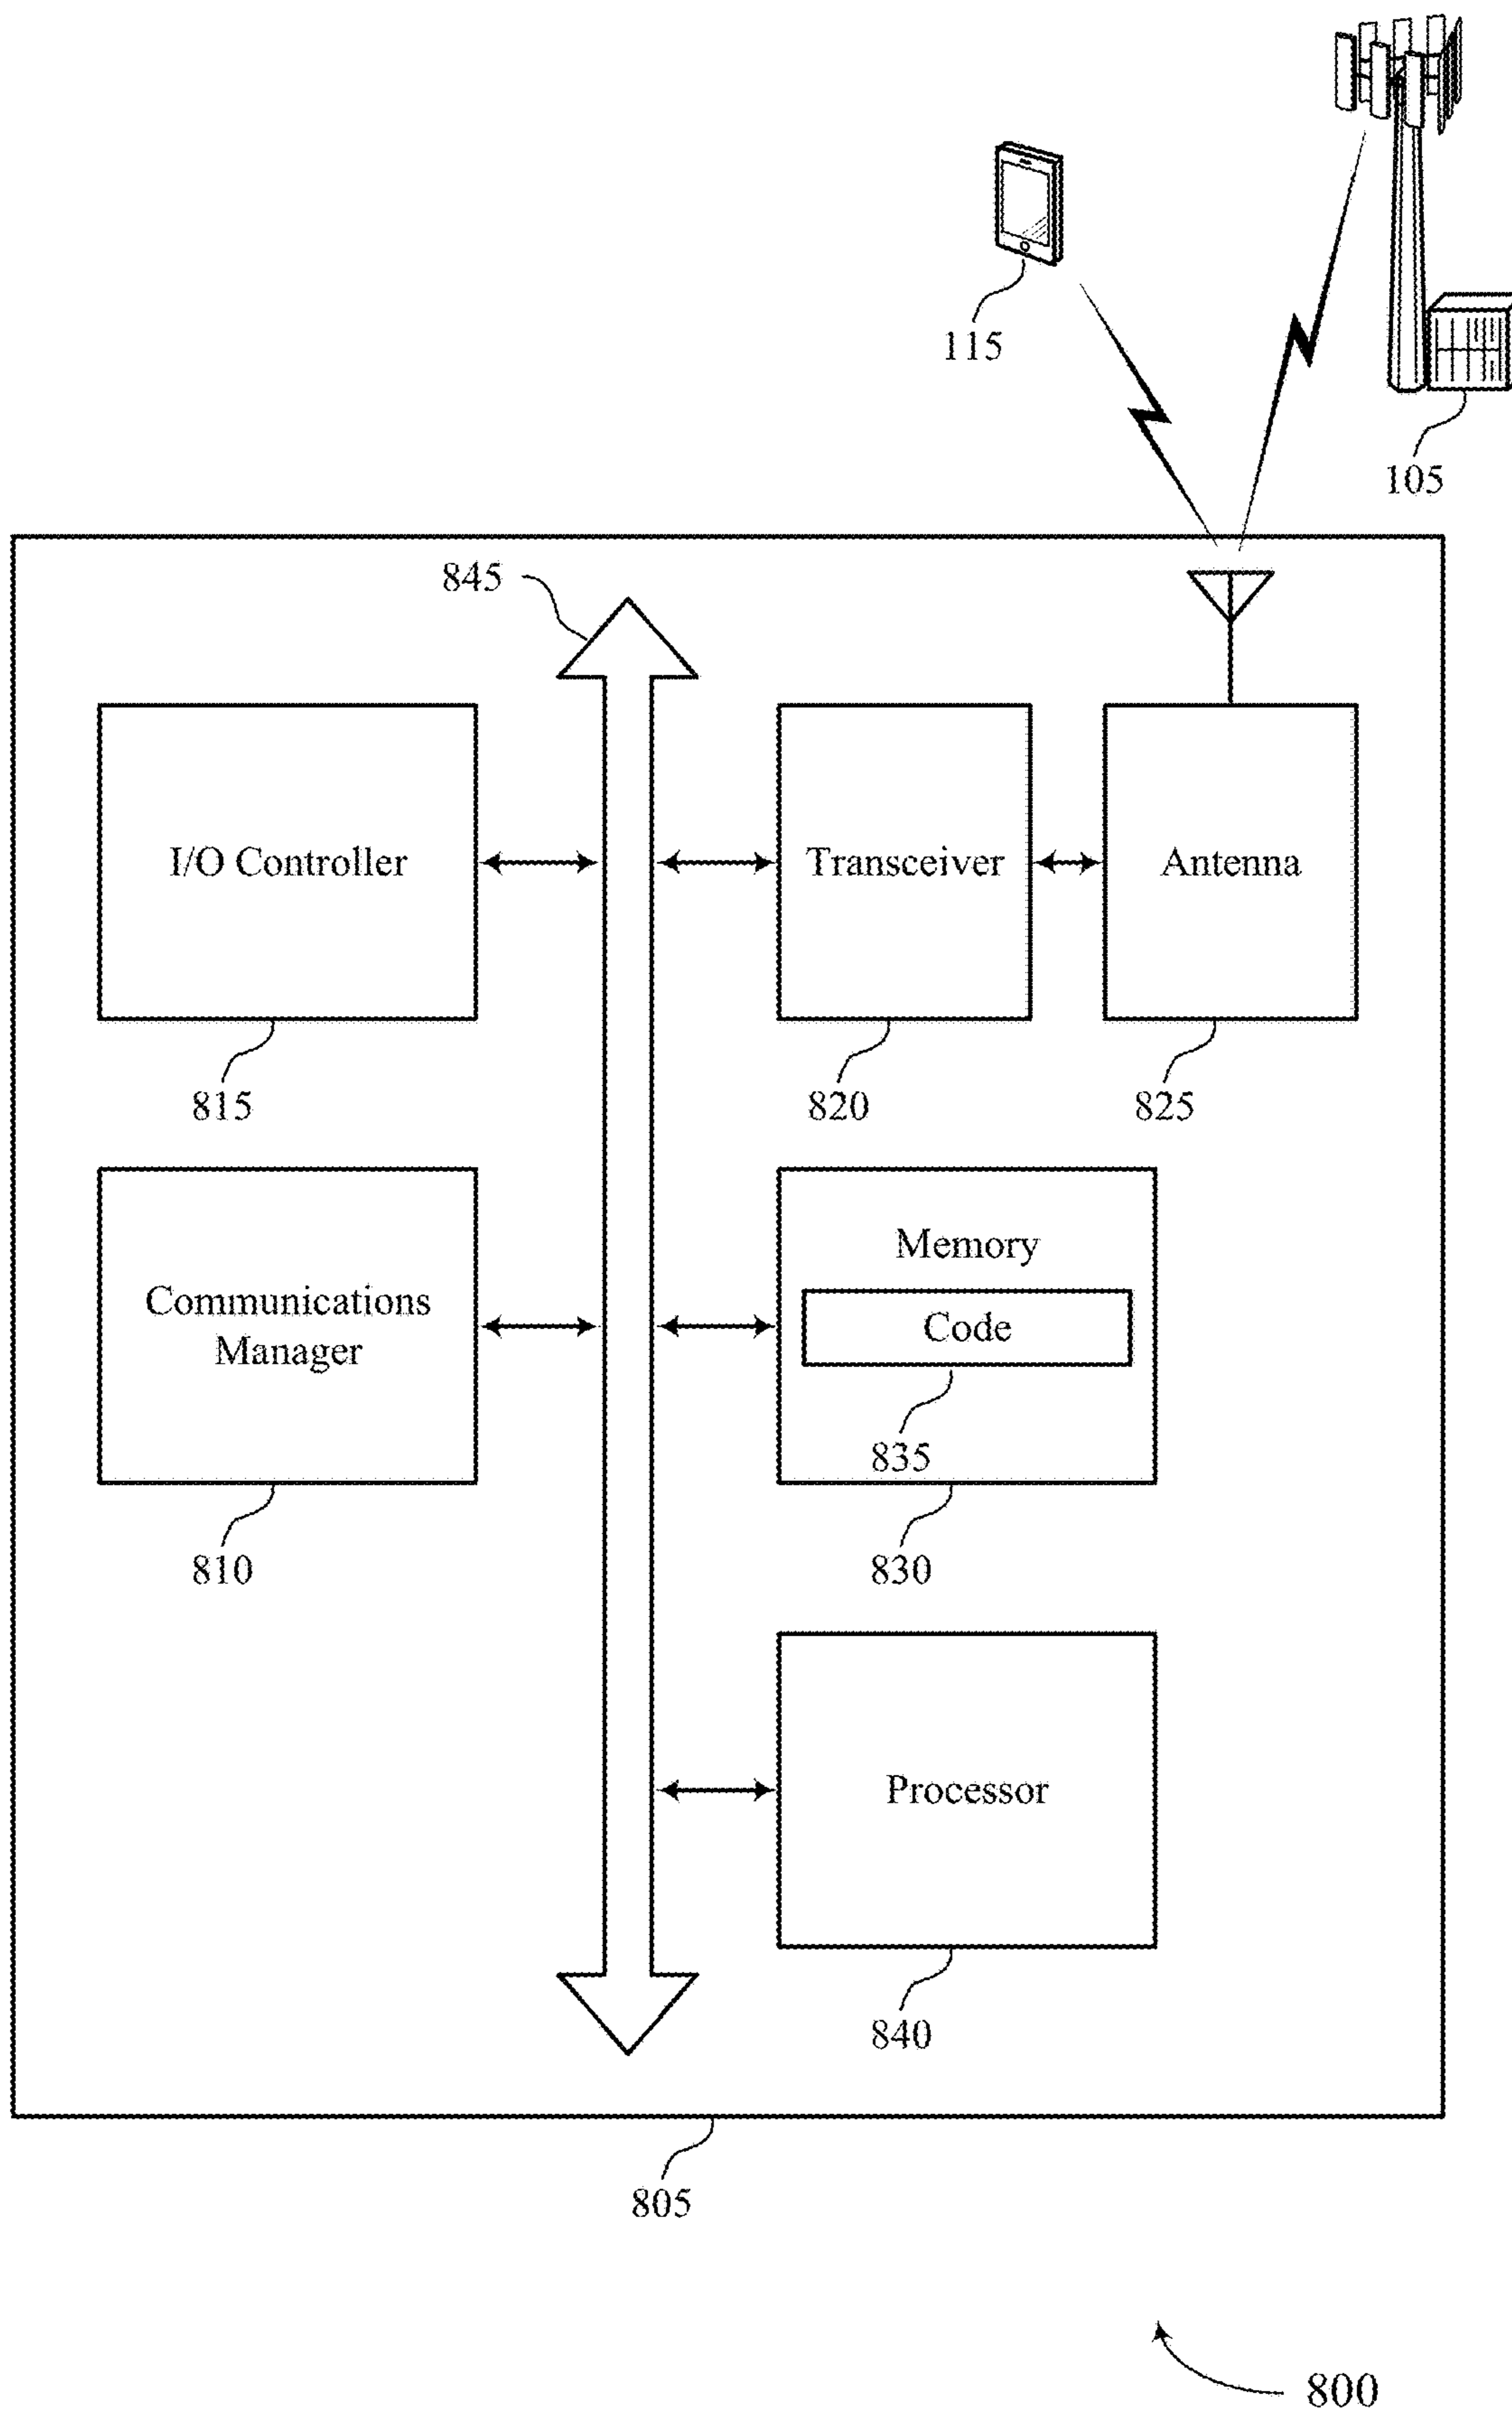 115
105
845
I/O Controller
Transceiver
Antenna
815
820
825
Communications
Manager
Memory
Code
835
810
830
Processor
840
805
800